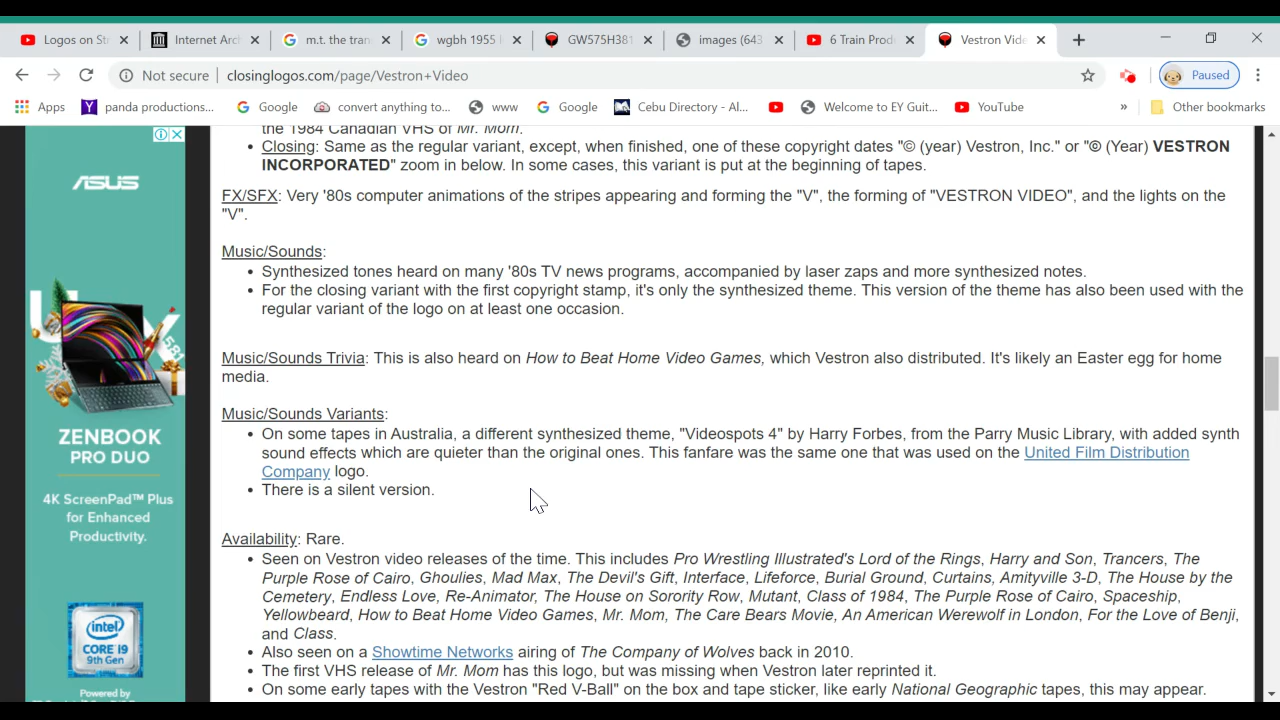 Logos on St
Internet Arc
m.t. the tran
wgbh 1955
GW575H381
images (643
6 Train Prod
Vestron Vide
Not secure
closinglogos.com/page/Vestron+Video
Paused
Apps
panda productions...
Google
convert anything to...
www
Google
Cebu Directory - Al...
Welcome to EY Guit...
YouTube
»
Other bookmarks
the 1984 Canadian VHS of Mr. Mom.
• Closing: Same as the regular variant, except, when finished, one of these copyright dates "© (year) Vestron, Inc." or "© (Year) VESTRON
INCORPORATED" zoom in below. In some cases, this variant is put at the beginning of tapes.
FX/SFX: Very '80s computer animations of the stripes appearing and forming the "V", the forming of "VESTRON VIDEO", and the lights on the
"V".
Music/Sounds:
• Synthesized tones heard on many '80s TV news programs, accompanied by laser zaps and more synthesized notes.
• For the closing variant with the first copyright stamp, it's only the synthesized theme. This version of the theme has also been used with the
regular variant of the logo on at least one occasion.
Music/Sounds Trivia: This is also heard on How to Beat Home Video Games, which Vestron also distributed. It's likely an Easter egg for home
media.
Music/Sounds Variants:
• On some tapes in Australia, a different synthesized theme, "Videospots 4" by Harry Forbes, from the Parry Music Library, with added synth
sound effects which are quieter than the original ones. This fanfare was the same one that was used on the United Film Distribution
Company logo.
• There is a silent version.
Availability: Rare.
• Seen on Vestron video releases of the time. This includes Pro Wrestling Illustrated's Lord of the Rings, Harry and Son, Trancers, The
Purple Rose of Cairo, Ghoulies, Mad Max, The Devil's Gift, Interface, Lifeforce, Burial Ground, Curtains, Amityville 3-D, The House by the
Cemetery, Endless Love, Re-Animator, The House on Sorority Row, Mutant, Class of 1984, The Purple Rose of Cairo, Spaceship,
Yellowbeard, How to Beat Home Video Games, Mr. Mom, The Care Bears Movie, An American Werewolf in London, For the Love of Benji,
and Class.
• Also seen on a Showtime Networks airing of The Company of Wolves back in 2010.
• The first VHS release of Mr. Mom has this logo, but was missing when Vestron later reprinted it.
• On some early tapes with the Vestron "Red V-Ball" on the box and tape sticker, like early National Geographic tapes, this may appear.
ASUS
ZENBOOK
PRO DUO
4K ScreenPad™ Plus
for Enhanced
Productivity.
intel
CORE i9
9th Gen
Powered by